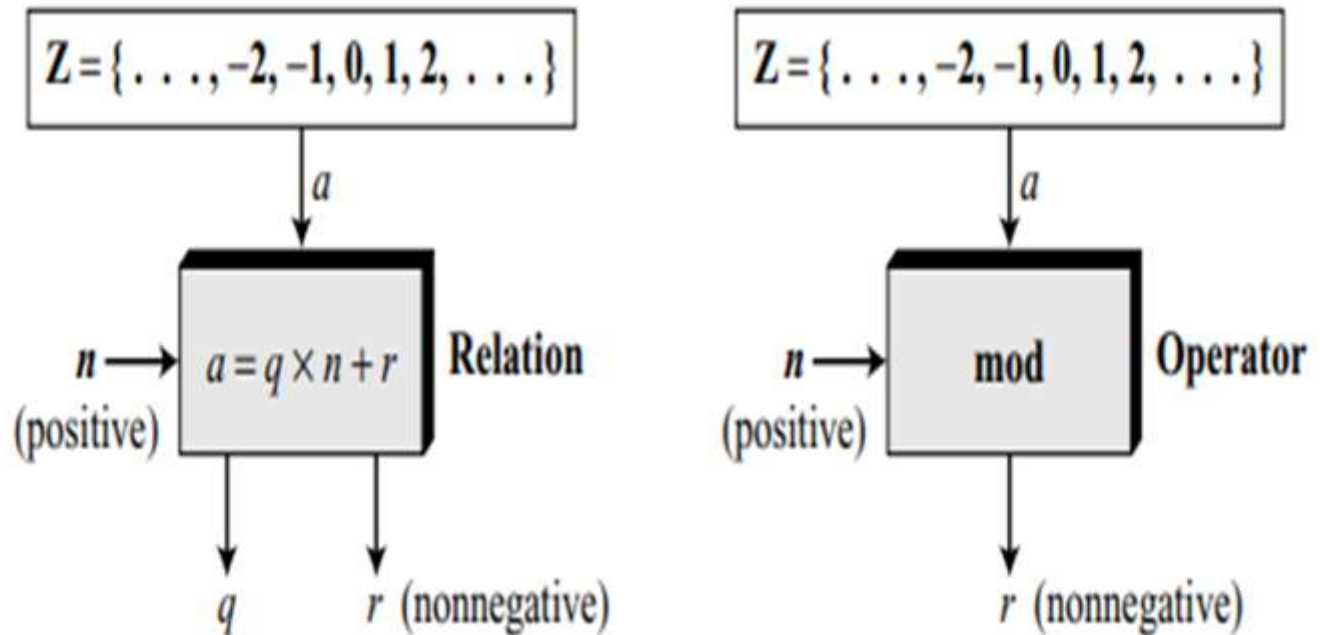 Z = { . . . , –2, –1, 0, 1, 2, . . . }
a
n
(positive)
a = q × n + r
Relation
q
r (nonnegative)
Z = { . . . , –2, –1, 0, 1, 2, . . . }
a
n
(positive)
mod
Operator
r (nonnegative)